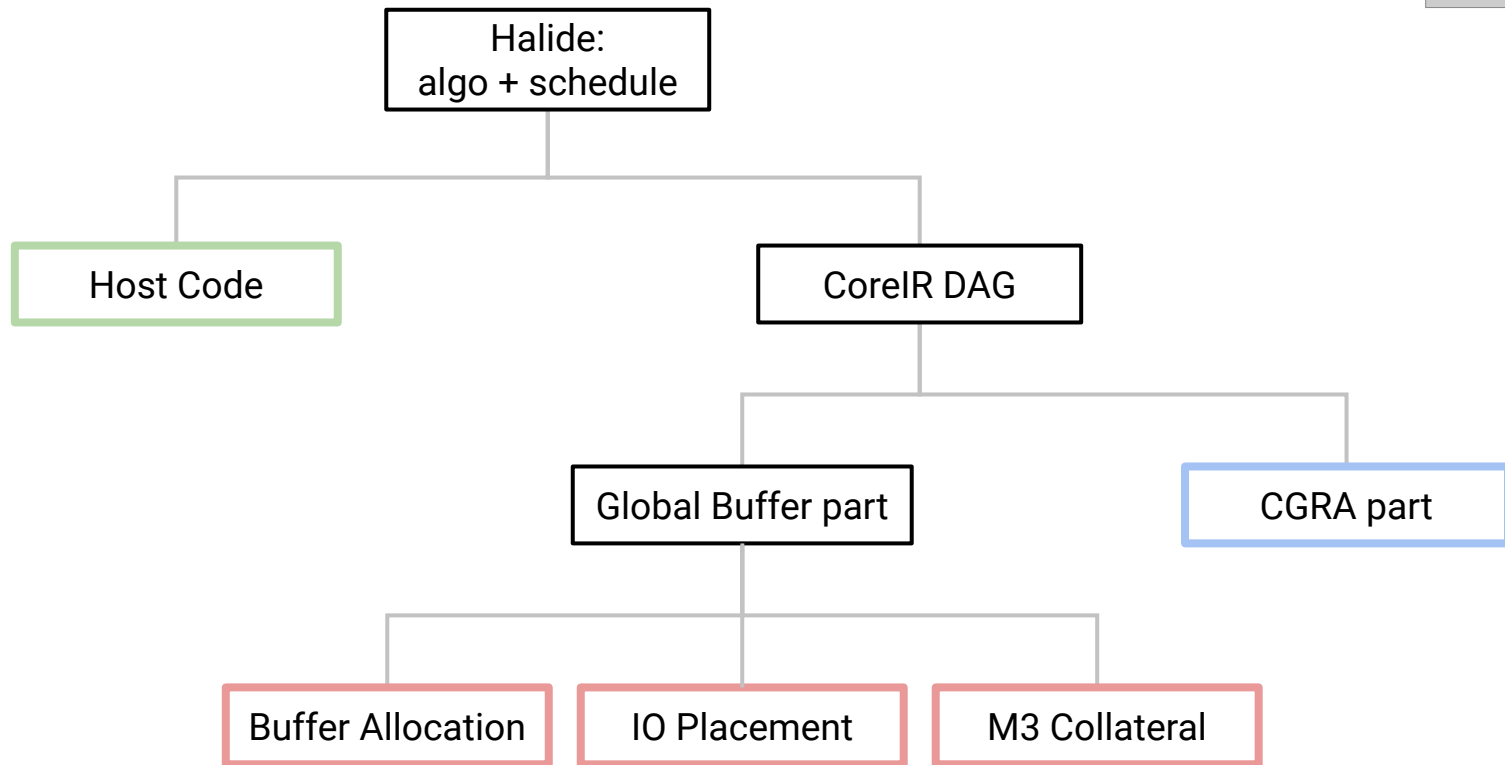 Halide:
algo + schedule
Host Code
CoreIR DAG
Global Buffer part
CGRA part
Buffer Allocation
IO Placement
M3 Collateral